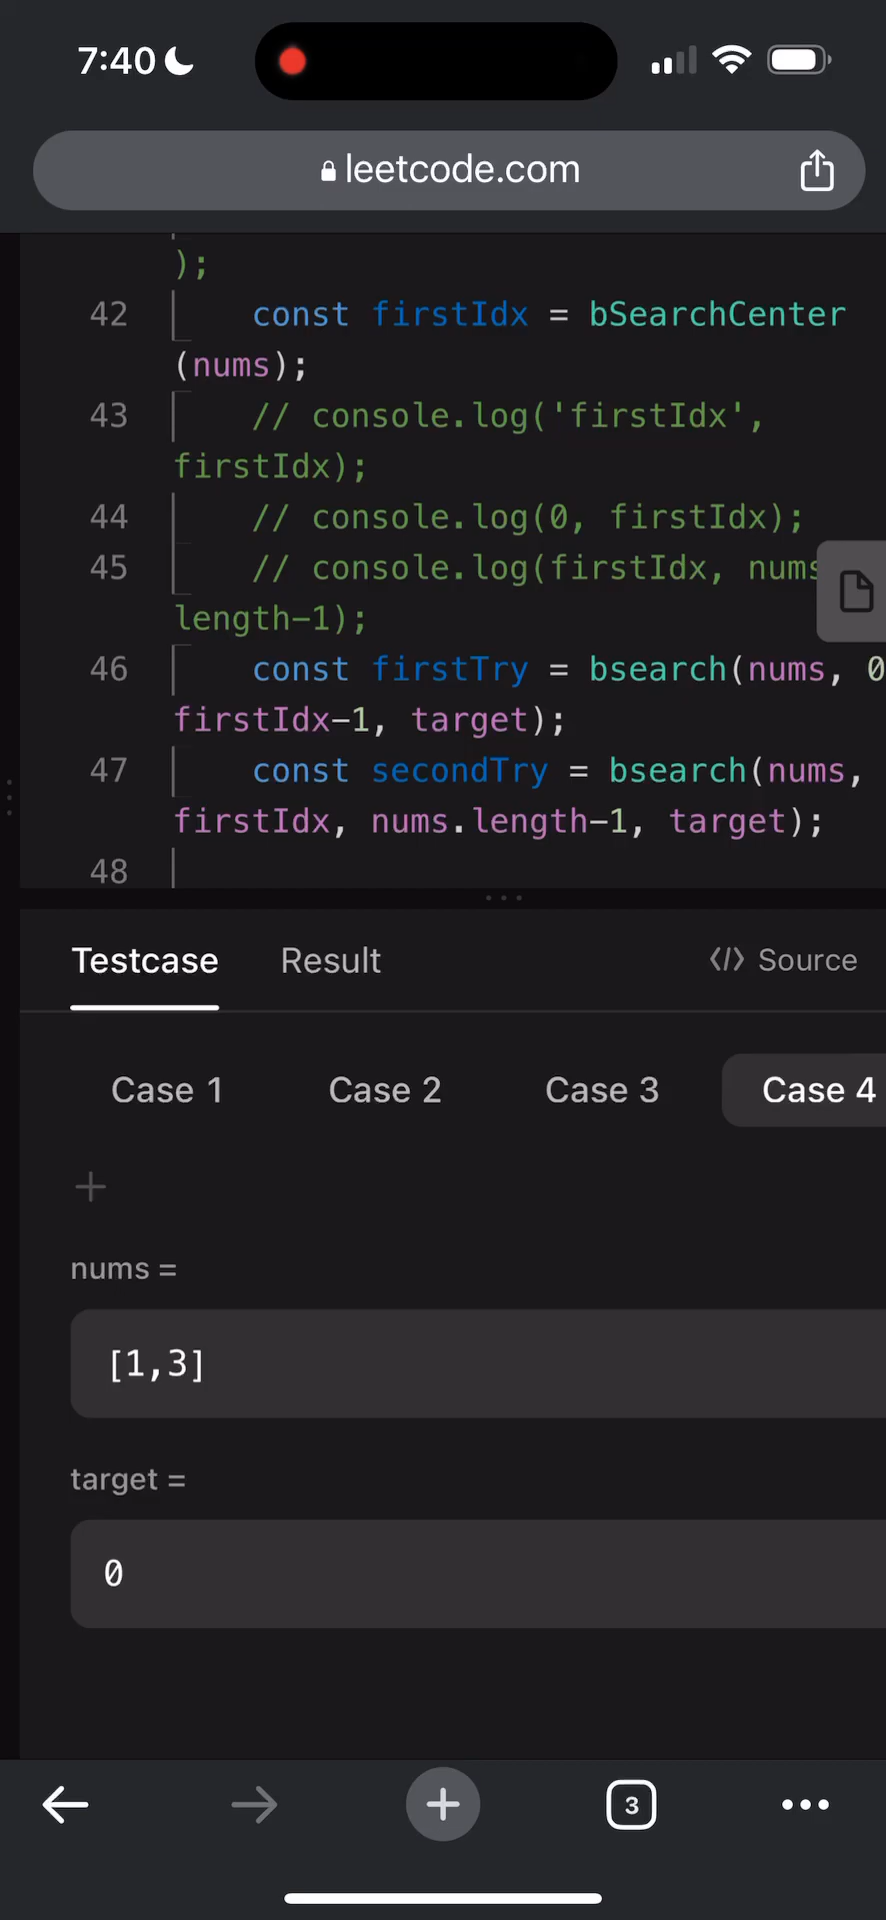 7:40
leetcode.com
);
42 const firstIdx = bSearchCenter
(nums);
43 // console.log('firstIdx',
firstIdx);
44 // console.log(0, firstIdx);
45 // console.log(firstIdx, nums
length-1);
46 const firstTry = bsearch(nums, 0
firstIdx-1, target);
47 const secondTry = bsearch(nums,
firstIdx, nums.length-1, target);
48
Testcase Result </> Source
Case 1 Case 2 Case 3 Case 4
+
nums =
[1,3]
target =
0
3